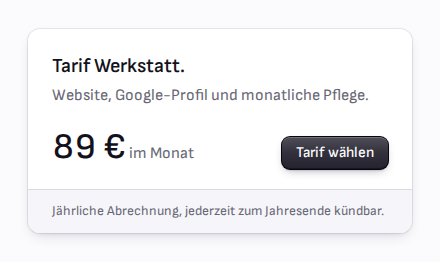 Tarif Werkstatt.
Website, Google-Profil und monatliche Pflege.
89 € im Monat
Tarif wählen
Jährliche Abrechnung, jederzeit zum Jahresende kündbar.